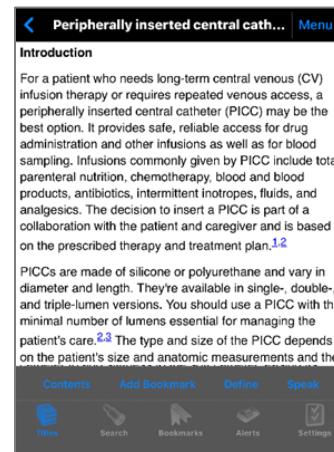 Peripherally inserted central cath... Menu
Introduction
For a patient who needs long-term central venous (CV)
infusion therapy or requires repeated venous access, a
peripherally inserted central catheter (PICC) may be the
best option. It provides safe, reliable access for drug
administration and other infusions as well as for blood
sampling. Infusions commonly given by PICC include tota
parenteral nutrition, chemotherapy, blood and blood
products, antibiotics, intermittent inotropes, fluids, and
analgesics. The decision to insert a PICC is part of a
collaboration with the patient and caregiver and is based
on the prescribed therapy and treatment plan.1,2
PICCs are made of silicone or polyurethane and vary in
diameter and length. They're available in single-, double-,
and triple-lumen versions. You should use a PICC with th
minimal number of lumens essential for managing the
patient's care.2,3 The type and size of the PICC depends
on the patient's size and anatomic measurements and the
Contents Add Bookmark Define Speak
Titles Search Bookmarks Alerts Settings